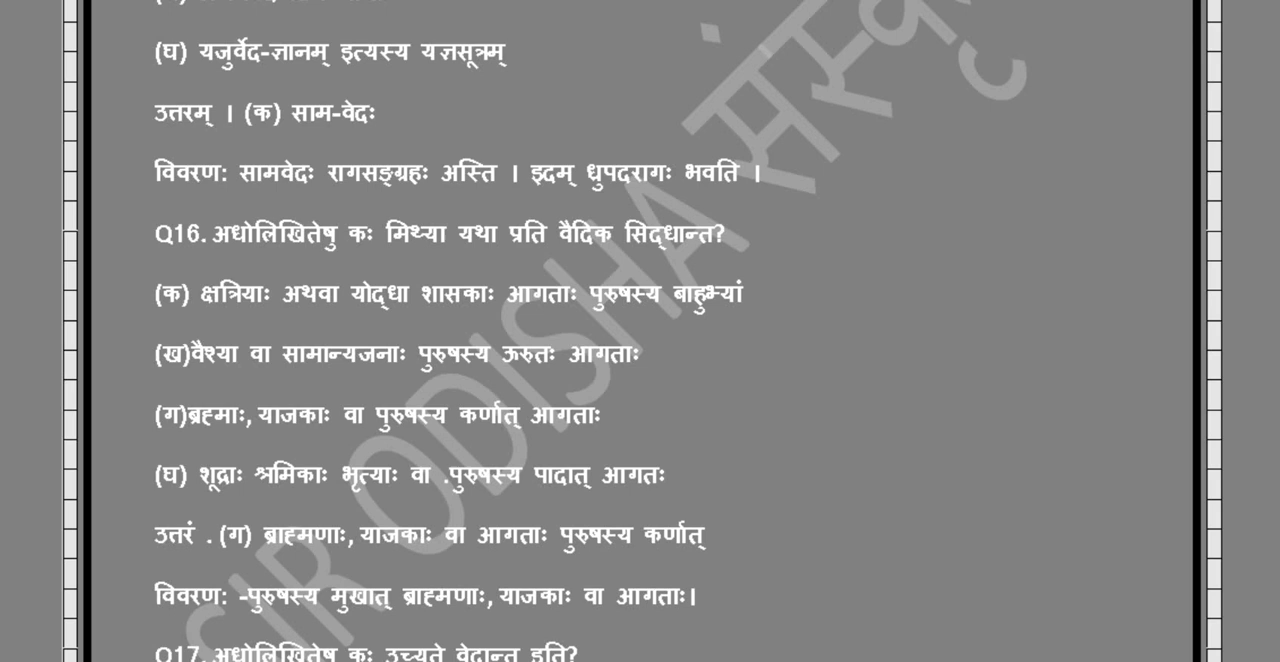 (घ) यजुर्वेद-ज्ञानम् इत्यस्य यज्ञसूत्रम्
उत्तरम् । (क) साम-वेदः
विवरण: सामवेदः रागसङ्ग्रहः अस्ति । इदम् ध्रुपदरागः भवति ।
Q16. अधोलिखितेषु कः मिथ्या यथा प्रति वैदिक सिद्धान्त?
(क) क्षत्रियाः अथवा योद्धा शासकाः आगताः पुरुषस्य बाहुभ्यां
(ख)वैश्या वा सामान्यजनाः पुरुषस्य ऊरुतः आगताः
(ग)ब्रह्माः, याजकाः वा पुरुषस्य कर्णात् आगताः
(घ) शूद्राः श्रमिकाः भृत्याः वा .पुरुषस्य पादात् आगतः
उत्तरं . (ग) ब्राह्मणाः, याजकाः वा आगताः पुरुषस्य कर्णात्
विवरण: -पुरुषस्य मुखात् ब्राह्मणाः, याजकाः वा आगताः।
Q17. अधोलिखितेषु कः उच्यते वेदान्त इति?
SIR ODISHA